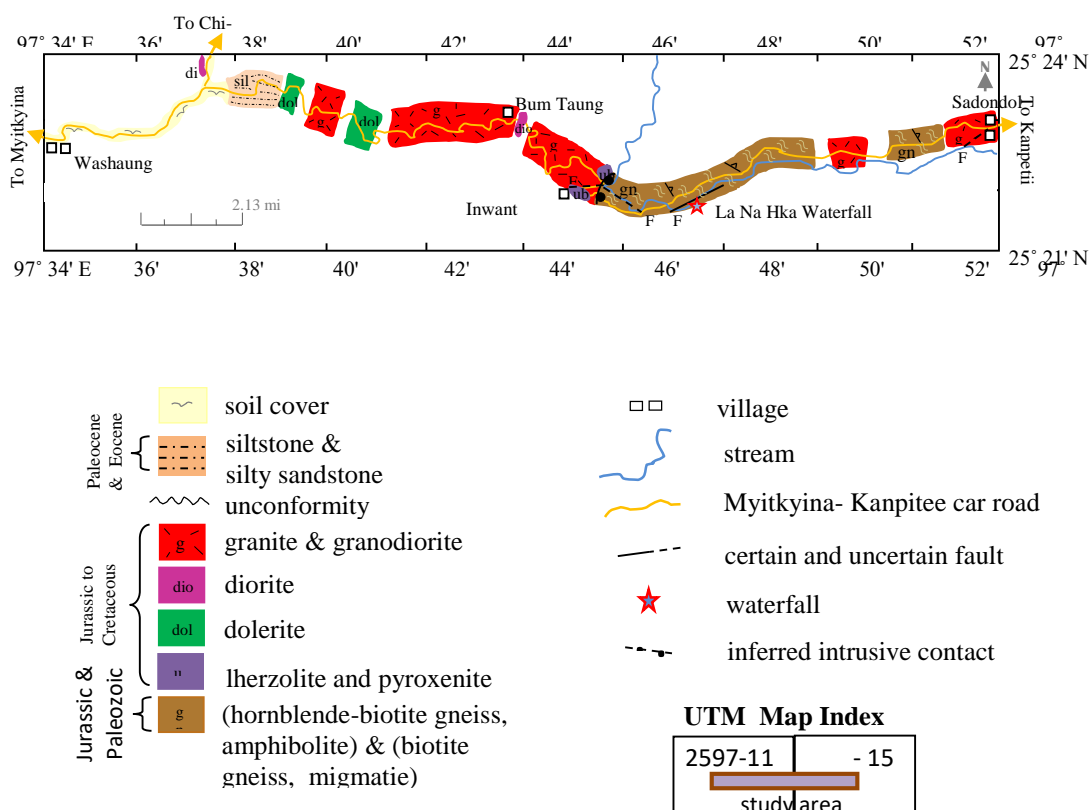 To Chi-
97° 34' E 36' 38' 40' 42' 44' 46' 48' 50' 52' 97°
25° 24' N
N
di
sil
dol
g
dol
g
Bum Taung
dio
g
Sadondol
To Myitkyina
Washaung
To Kanpetii
g
gn
F
ub
gn
F
ub
Inwant
2.13 mi
La Na Hka Waterfall
F F
97° 34' E 36' 38' 40' 42' 44' 46' 48' 50' 52' 97°
25° 21' N
soil cover
Paleocene
& Eocene
siltstone &
silty sandstone
unconformity
Jurassic to
Cretaceous
g
granite & granodiorite
dio
diorite
dol
dolerite
lherzolite and pyroxenite
Jurassic &
Paleozoic
g
(hornblende-biotite gneiss,
amphibolite) & (biotite
gneiss, migmatie)
village
stream
Myitkyina- Kanpitee car road
certain and uncertain fault
waterfall
inferred intrusive contact
UTM Map Index
2597-11 - 15
study area